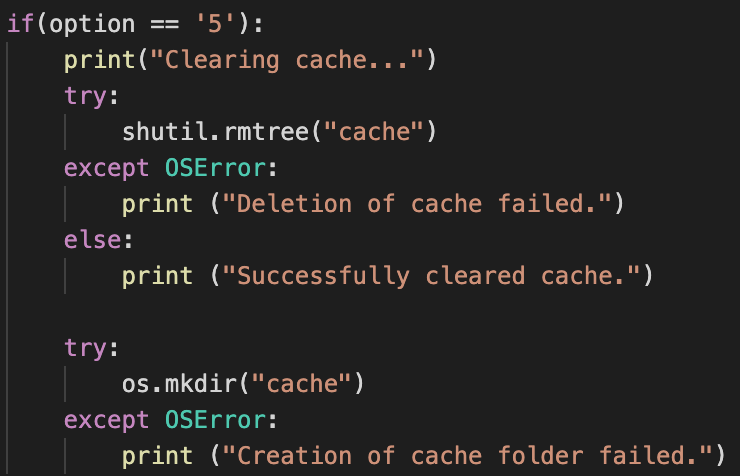 if(option == '5'):
    print("Clearing cache...")
    try:
        shutil.rmtree("cache")
    except OSError:
        print ("Deletion of cache failed.")
    else:
        print ("Successfully cleared cache.")

    try:
        os.mkdir("cache")
    except OSError:
        print ("Creation of cache folder failed.")